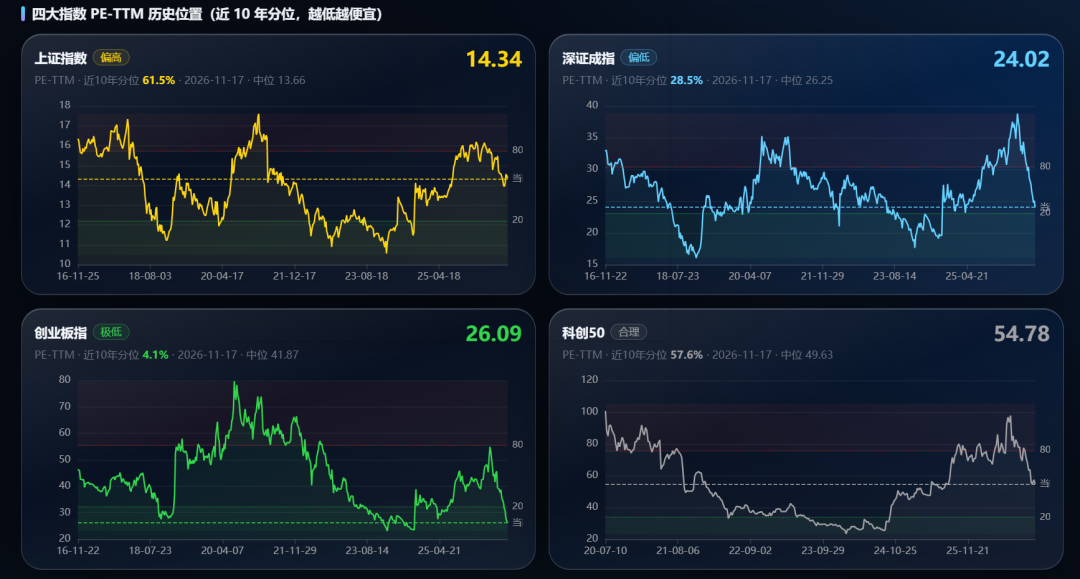 四大指数 PE-TTM 历史位置（近 10 年分位，越低越便宜）
上证指数 偏高 14.34
PE-TTM · 近10年分位 61.5% · 2026-11-17 · 中位 13.66
18
17
16
15
14
13
12
11
10
80
当
20
16-11-25 18-08-03 20-04-17 21-12-17 23-08-18 25-04-18
深证成指 偏低 24.02
PE-TTM · 近10年分位 28.5% · 2026-11-17 · 中位 26.25
40
35
30
25
20
15
80
当
20
16-11-22 18-07-23 20-04-07 21-11-29 23-08-14 25-04-21
创业板指 极低 26.09
PE-TTM · 近10年分位 4.1% · 2026-11-17 · 中位 41.87
80
70
60
50
40
30
20
80
20
当
16-11-22 18-07-23 20-04-07 21-11-29 23-08-14 25-04-21
科创50 合理 54.78
PE-TTM · 近10年分位 57.6% · 2026-11-17 · 中位 49.63
120
100
80
60
40
20
80
当
20
20-07-10 21-08-06 22-09-02 23-09-29 24-10-25 25-11-21